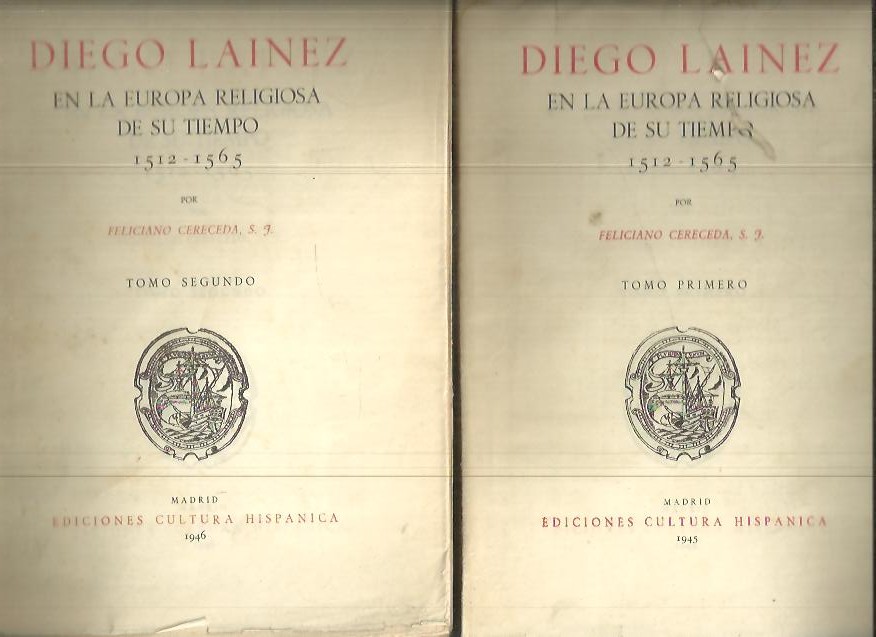 DIEGO LAINEZ
EN LA EUROPA RELIGIOSA
DE SU TIEMPO
1512-1565
POR
FELICIANO CERECEDA, S. J.
TOMO SEGUNDO
MADRID
EDICIONES CULTURA HISPANICA
1946
DIEGO LAINEZ
EN LA EUROPA RELIGIOSA
DE SU TIEMPO
1512-1565
POR
FELICIANO CERECEDA, S. J.
TOMO PRIMERO
MADRID
EDICIONES CULTURA HISPANICA
1945